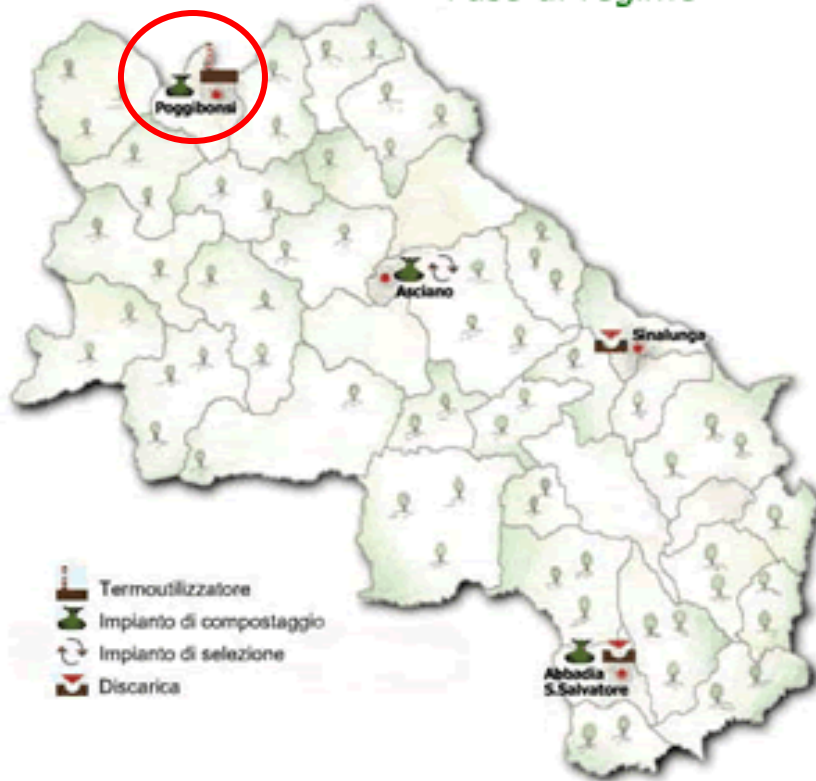 Poggibonsi
Asciano
Sinalunga
Termoutilizzatore
Impianto di compostaggio
Impianto di selezione
Discarica
Abbadia
S.Salvatore